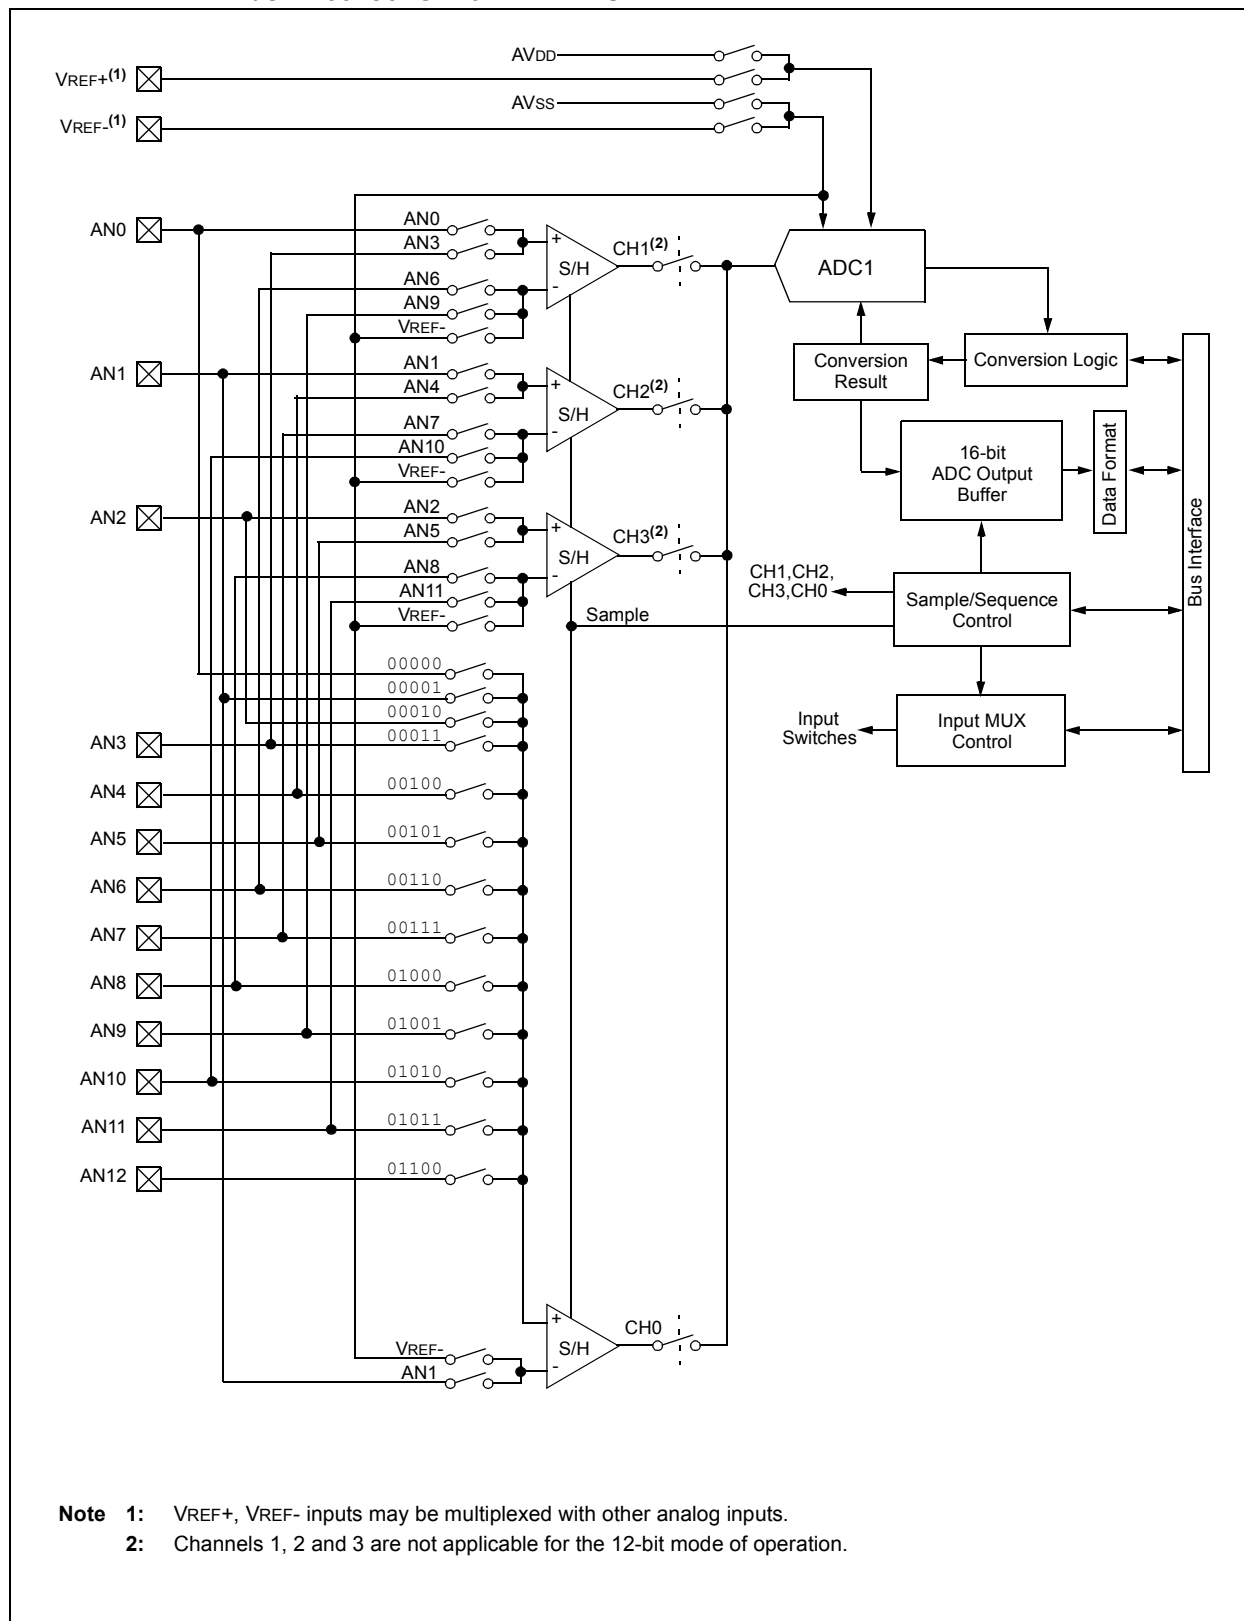 AVDD
VREF+(1)
AVSS
VREF-(1)
AN0
AN0
AN3
AN6
AN9
VREF-
+
-
S/H
CH1(2)
ADC1
Conversion
Result
Conversion Logic
AN1
AN1
AN4
AN7
AN10
VREF-
+
-
S/H
CH2(2)
16-bit
ADC Output
Buffer
Data Format
Bus Interface
AN2
AN2
AN5
AN8
AN11
VREF-
+
-
S/H
CH3(2)
CH1,CH2,
CH3,CH0
Sample/Sequence
Control
Sample
00000
00001
00010
AN3
00011
Input
Switches
Input MUX
Control
AN4
00100
AN5
00101
AN6
00110
AN7
00111
AN8
01000
AN9
01001
AN10
01010
AN11
01011
AN12
01100
VREF-
AN1
+
-
S/H
CH0
Note 1: VREF+, VREF- inputs may be multiplexed with other analog inputs.
2: Channels 1, 2 and 3 are not applicable for the 12-bit mode of operation.